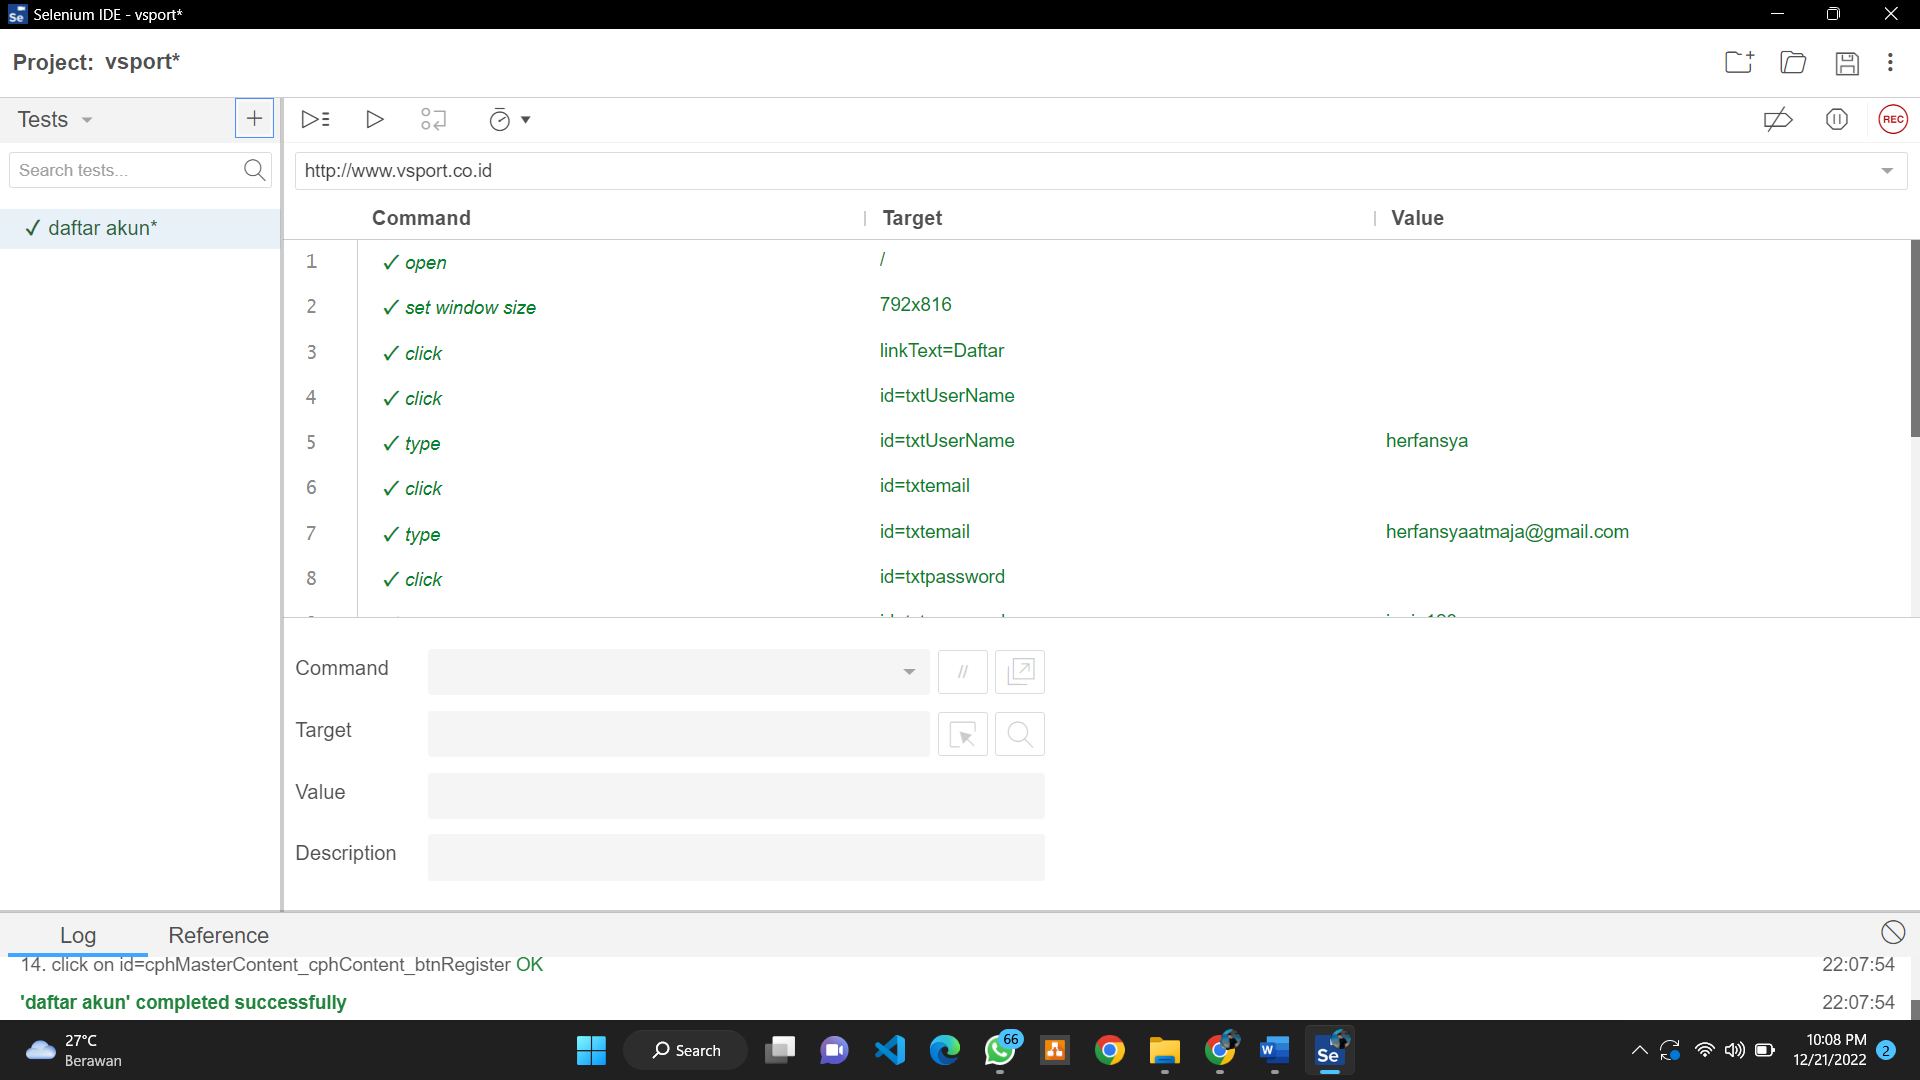 Selenium IDE - vsport*
Project: vsport*
Tests
REC
Search tests...
http://www.vsport.co.id
✓ daftar akun*
Command Target Value
1 ✓ open /
2 ✓ set window size 792x816
3 ✓ click linkText=Daftar
4 ✓ click id=txtUserName
5 ✓ type id=txtUserName herfansya
6 ✓ click id=txtemail
7 ✓ type id=txtemail herfansyaatmaja@gmail.com
8 ✓ click id=txtpassword
Command
//
Target
Value
Description
Log Reference
14. click on id=cphMasterContent_cphContent_btnRegister OK 22:07:54
'daftar akun' completed successfully 22:07:54
27°C
Berawan
Search
66
Se
10:08 PM
12/21/2022
2